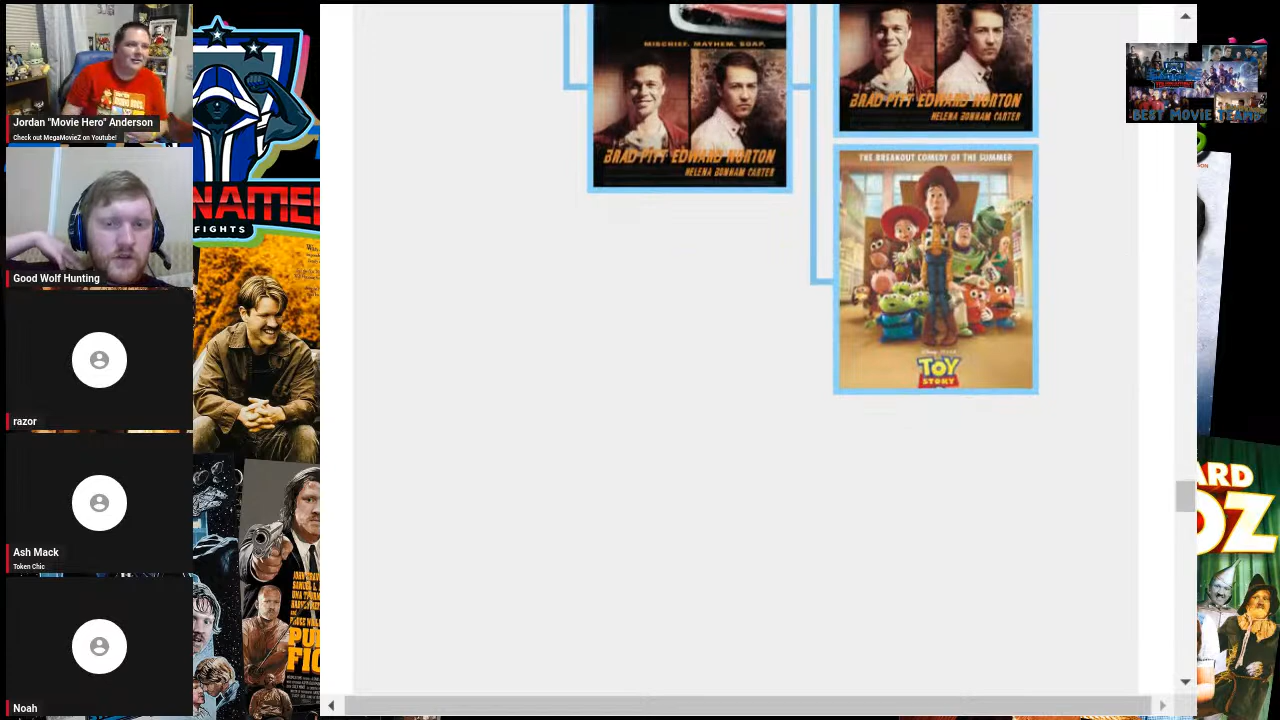 Jordan "Movie Hero" Anderson
Check out MegaMovieZ on Youtube!
Good Wolf Hunting
razor
Ash Mack
Token Chic
Noah
NAME
FIGHTS
PU
FIC
MISCHIEF. MAYHEM. SOAP.
BRAD PITT EDWARD NORTON
HELENA BONHAM CARTER
BRAD PITT EDWARD NORTON
HELENA BONHAM CARTER
THE BREAKOUT COMEDY OF THE SUMMER
TOY
STORY
BEST MOVIE TEAMS
ARD
OZ